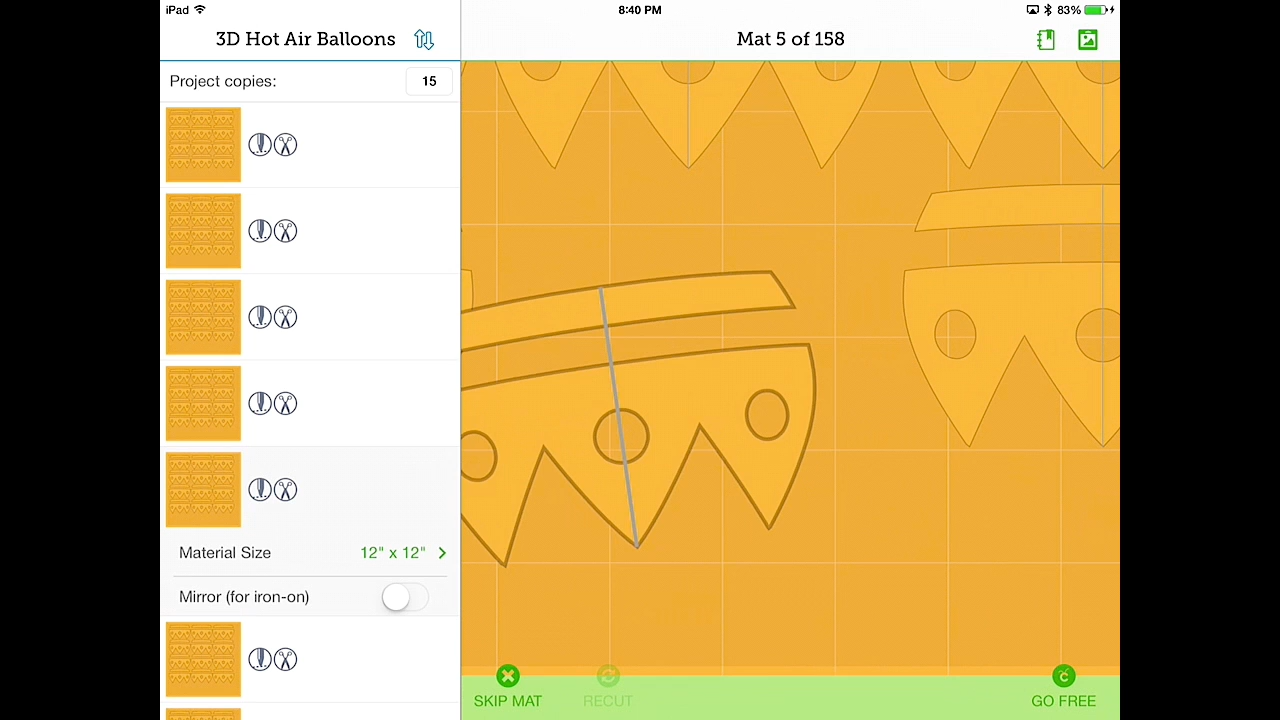 iPad
8:40 PM
83%
3D Hot Air Balloons
Mat 5 of 158
Project copies:
15
Material Size
12" x 12"
Mirror (for iron-on)
SKIP MAT
RECUT
GO FREE